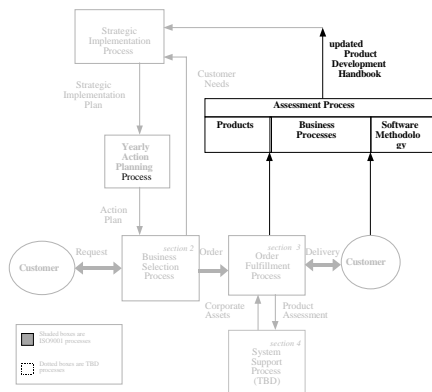 Strategic
Implementation
Process
updated
Product
Development
Handbook
Strategic
Implementation
Plan
Customer
Needs
Assessment Process
Products
Business
Processes
Software
Methodolo
gy
Yearly
Action
Planning
Process
Action
Plan
Customer
Request
section 2
Business
Selection
Process
Order
section 3
Order
Fulfillment
Process
Delivery
Customer
Corporate
Assets
Product
Assessment
section 4
System
Support
Process
(TBD)
Shaded boxes are
ISO9001 processes
Dotted boxes are TBD
processes